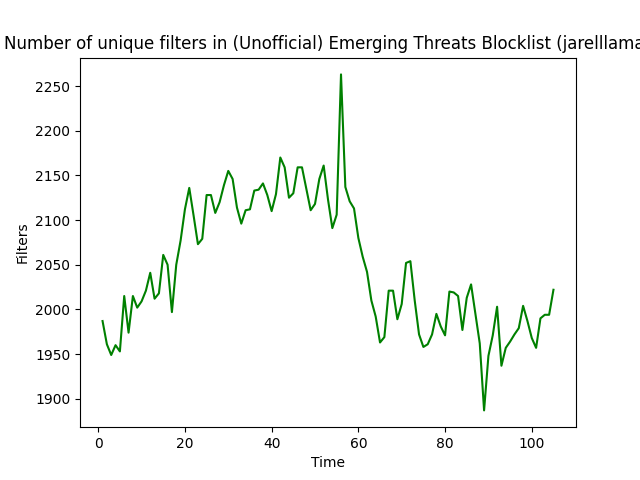 Number of unique filters in (Unofficial) Emerging Threats Blocklist (jarelllama
2250
2200
2150
2100
2050
2000
1950
1900
Filters
0 20 40 60 80 100
Time